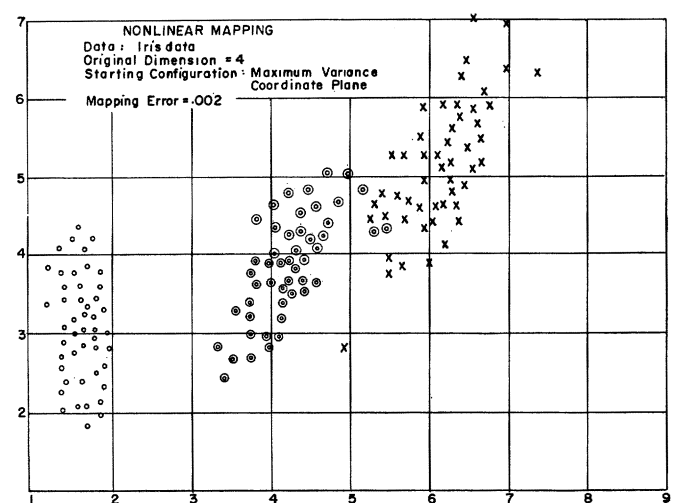 NONLINEAR MAPPING
Data: Iris data
Original Dimension = 4
Starting Configuration: Maximum Variance
Coordinate Plane
Mapping Error = .002
7
6
5
4
3
2
1 2 3 4 5 6 7 8 9